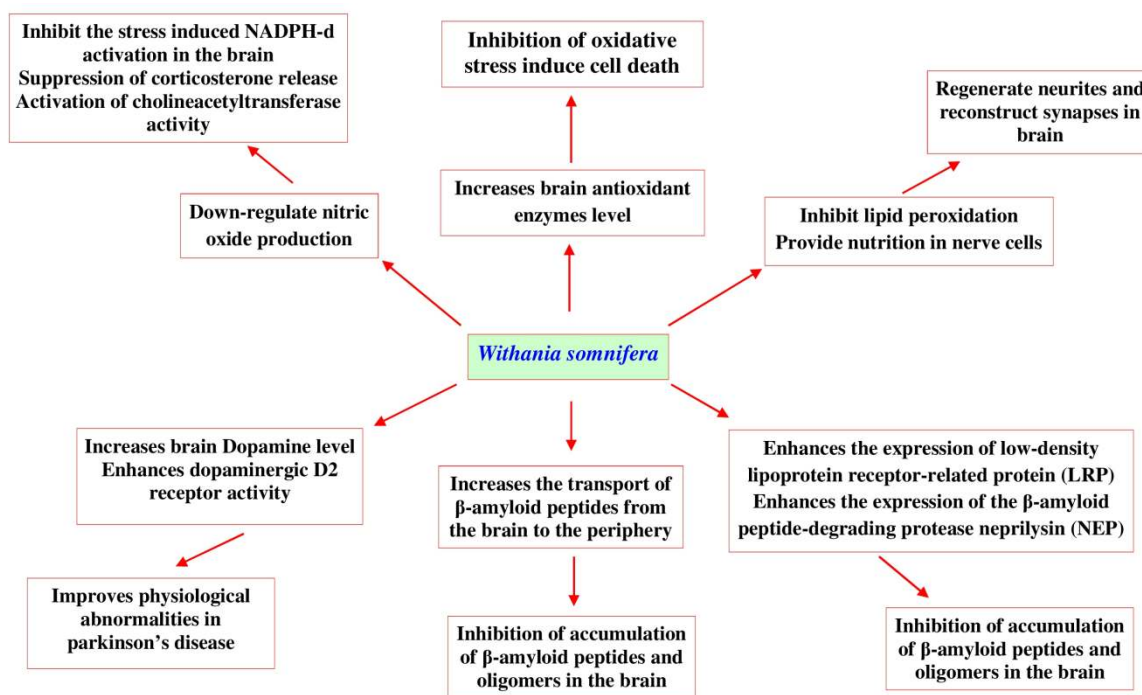 Inhibit the stress induced NADPH-d
activation in the brain
Suppression of corticosterone release
Activation of cholineacetyltransferase
activity
Inhibition of oxidative
stress induce cell death
Regenerate neurites and
reconstruct synapses in
brain
Down-regulate nitric
oxide production
Increases brain antioxidant
enzymes level
Inhibit lipid peroxidation
Provide nutrition in nerve cells
Withania somnifera
Increases brain Dopamine level
Enhances dopaminergic D2
receptor activity
Increases the transport of
β-amyloid peptides from
the brain to the periphery
Enhances the expression of low-density
lipoprotein receptor-related protein (LRP)
Enhances the expression of the β-amyloid
peptide-degrading protease neprilysin (NEP)
Improves physiological
abnormalities in
parkinson’s disease
Inhibition of accumulation
of β-amyloid peptides and
oligomers in the brain
Inhibition of accumulation
of β-amyloid peptides and
oligomers in the brain